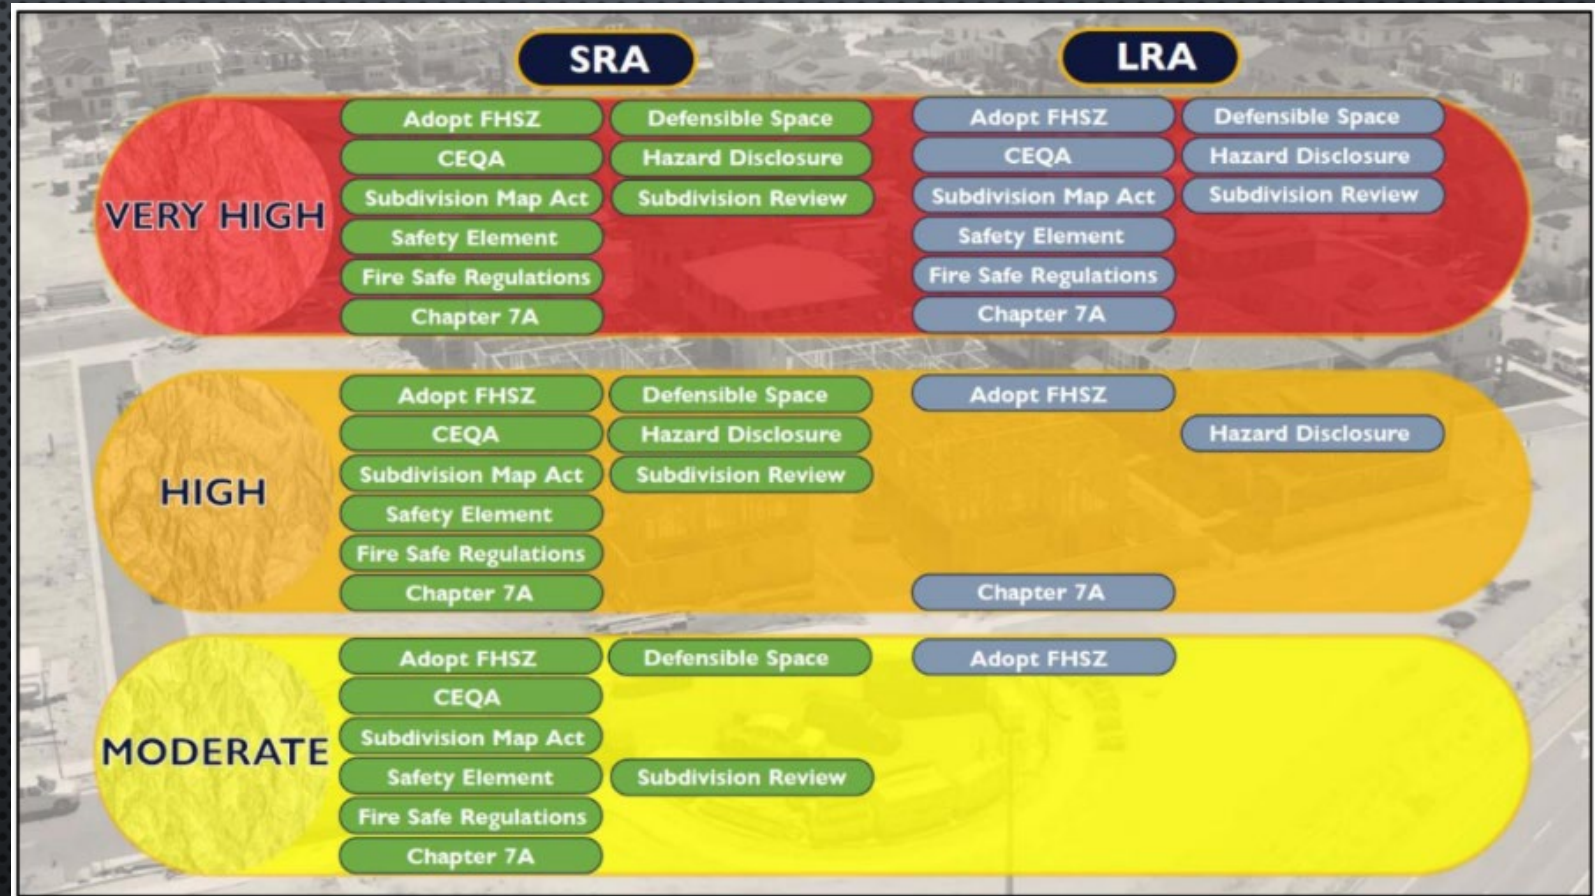 SRA
LRA
VERY HIGH
Adopt FHSZ
Defensible Space
CEQA
Hazard Disclosure
Subdivision Map Act
Subdivision Review
Safety Element
Fire Safe Regulations
Chapter 7A
Adopt FHSZ
Defensible Space
CEQA
Hazard Disclosure
Subdivision Map Act
Subdivision Review
Safety Element
Fire Safe Regulations
Chapter 7A
HIGH
Adopt FHSZ
Defensible Space
CEQA
Hazard Disclosure
Subdivision Map Act
Subdivision Review
Safety Element
Fire Safe Regulations
Chapter 7A
Adopt FHSZ
Hazard Disclosure
Chapter 7A
MODERATE
Adopt FHSZ
Defensible Space
CEQA
Subdivision Map Act
Safety Element
Subdivision Review
Fire Safe Regulations
Chapter 7A
Adopt FHSZ